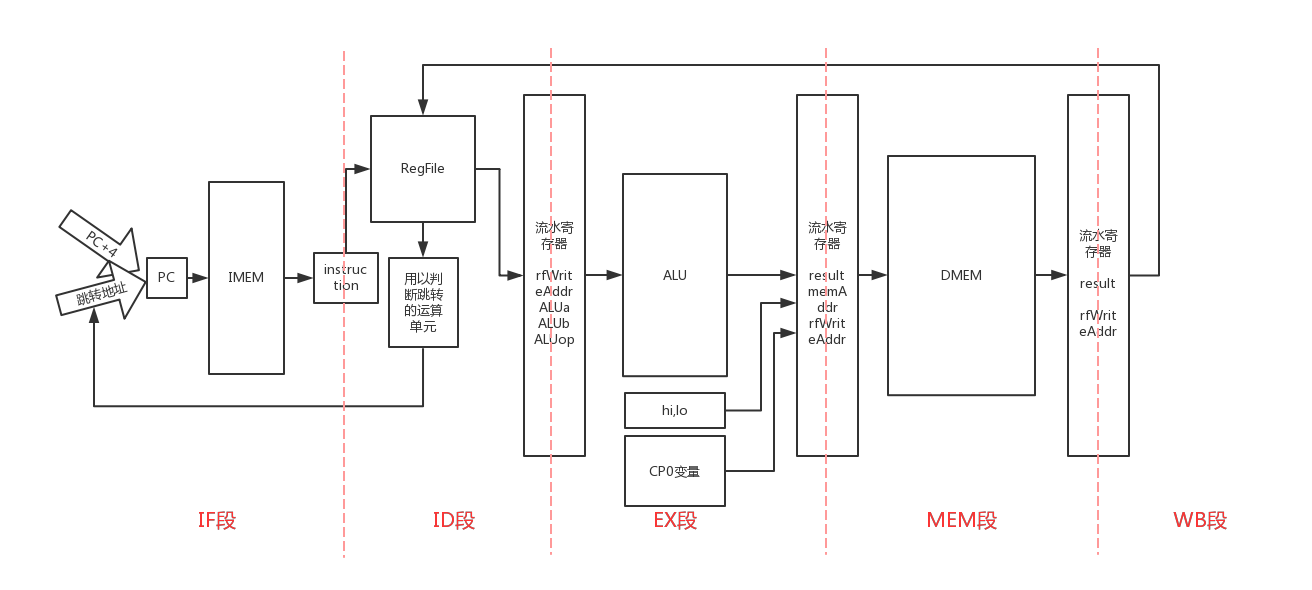 PC+4
跳转地址
PC
IMEM
instruc
tion
RegFile
用以判
断跳转
的运算
单元
流水寄
存器
rfWrit
eAddr
ALUa
ALUb
ALUop
ALU
hi,lo
CP0变量
流水寄
存器
result
memA
ddr
rfWrit
eAddr
DMEM
流水寄
存器
result
rfWrit
eAddr
IF段
ID段
EX段
MEM段
WB段